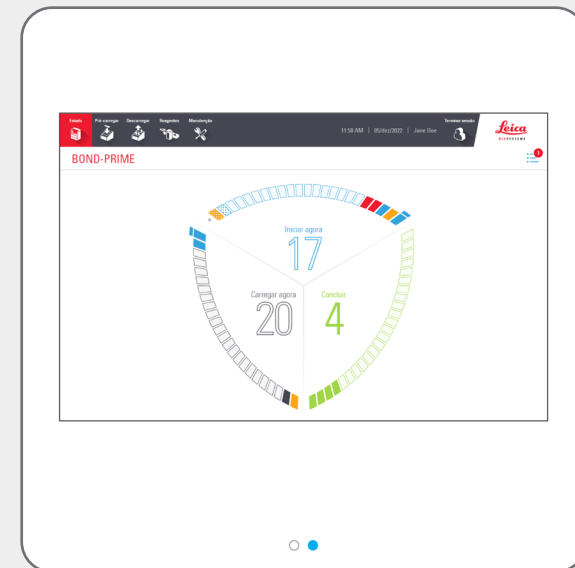 Estado Pré-carregar Descarregar Reagentes Manutenção Terminar sessão
11:58 AM | 05/dez/2022 | Jane Doe
Leica
BIOSYSTEMS
BOND-PRIME
1
Iniciar agora
17
Carregar agora
20
Concluir
4